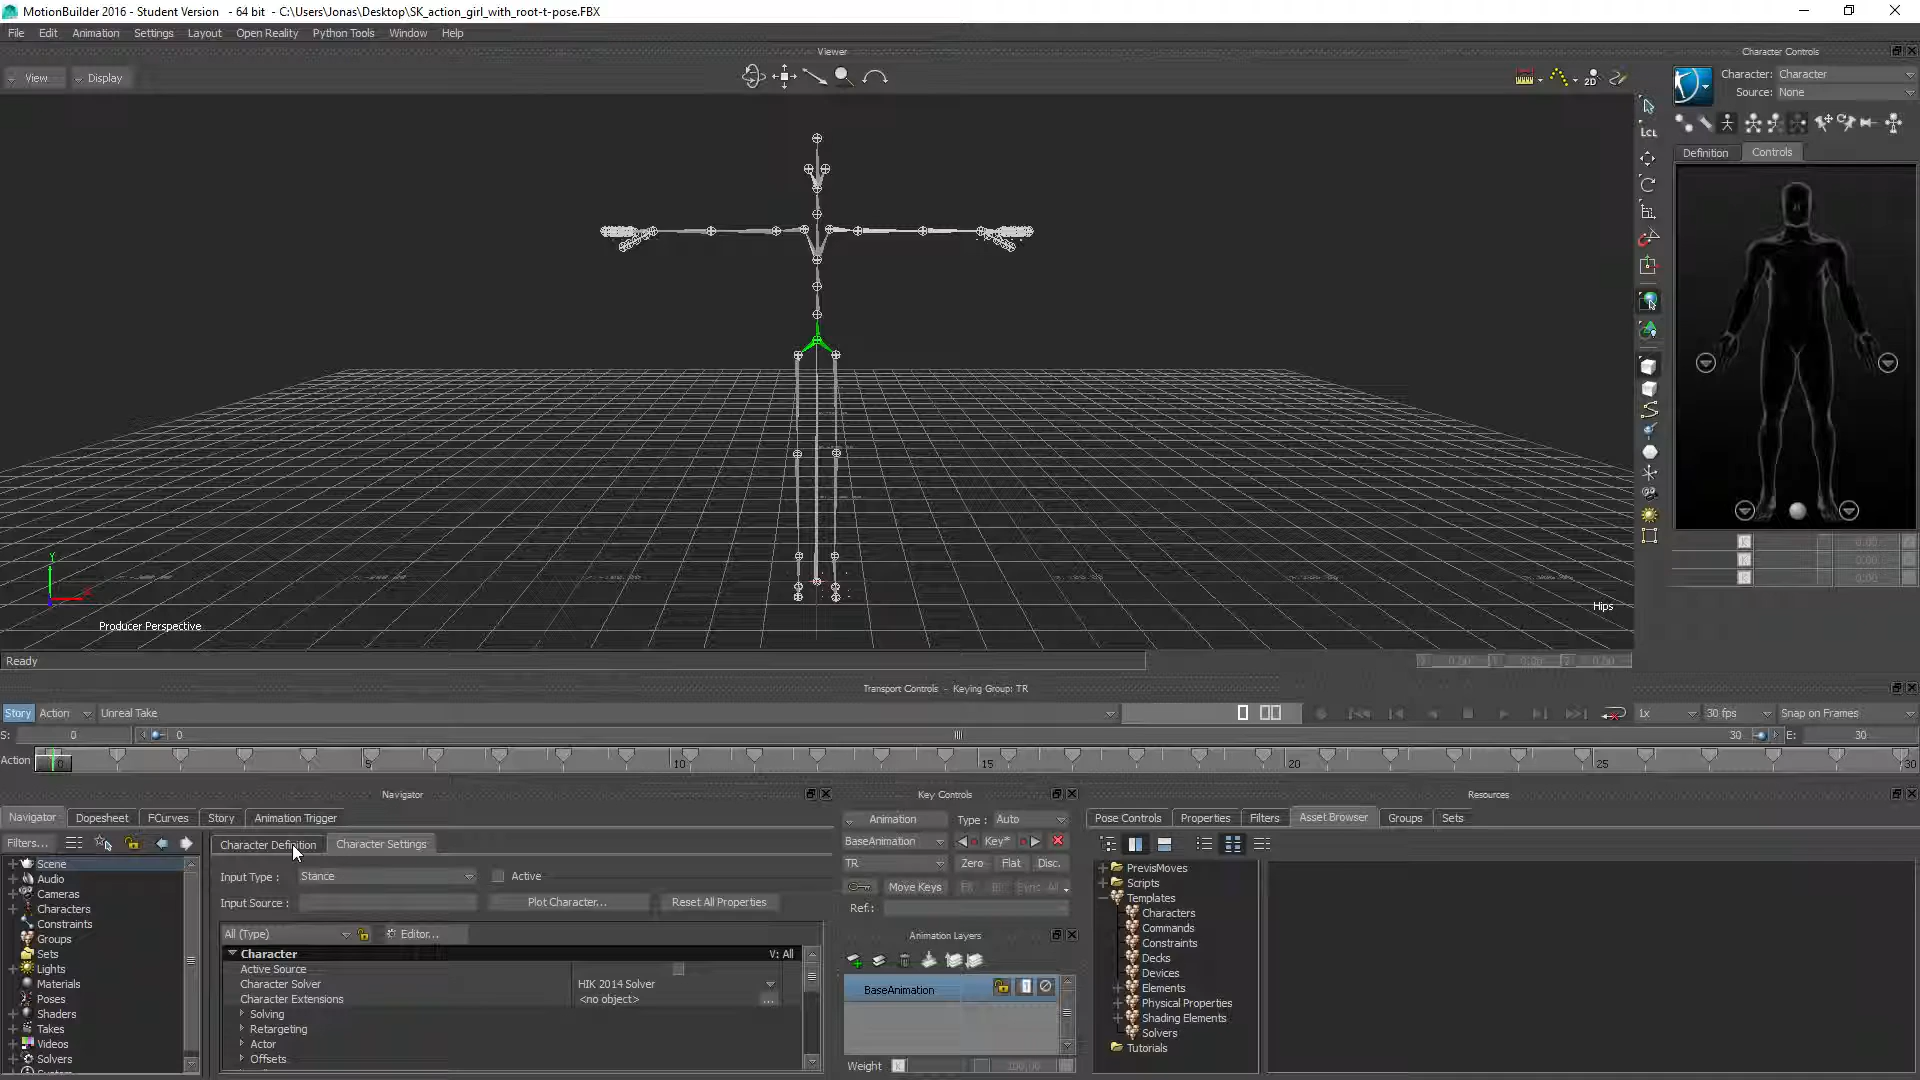 MotionBuilder 2016 - Student Version - 64 bit - C:\Users\Jonas\Desktop\SK_action_girl_with_root-t-pose.FBX
File Edit Animation Settings Layout Open Reality Python Tools Window Help
Viewer
Character Controls
View Display
2D
Character: Character
Source: None
LCL
Definition Controls
Y
Hips
Producer Perspective
Ready
Transport Controls - Keying Group: TR
Story Action Unreal Take
1x 30 fps Snap on Frames
S: 0 0 30 E: 30
Action 0 5 10 15 20 25 30
Navigator
Key Controls
Resources
Navigator Dopesheet FCurves Story Animation Trigger
Animation Type: Auto
Pose Controls Properties Filters Asset Browser Groups Sets
Filters...
Character Definition Character Settings
BaseAnimation Key*
Input Type : Stance Active
TR Zero Flat Disc.
Move Keys
Input Source : Plot Character... Reset All Properties
Ref.:
All (Type) Editor...
Scene
Audio
Cameras
Characters
Constraints
Groups
Sets
Lights
Materials
Poses
Shaders
Takes
Videos
Solvers
Character V: All
Active Source
Character Solver HIK 2014 Solver
Character Extensions <no object> ...
Solving
Retargeting
Actor
Offsets
Animation Layers
BaseAnimation
Weight
PrevisMoves
Scripts
Templates
Characters
Commands
Constraints
Decks
Devices
Elements
Physical Properties
Shading Elements
Solvers
Tutorials